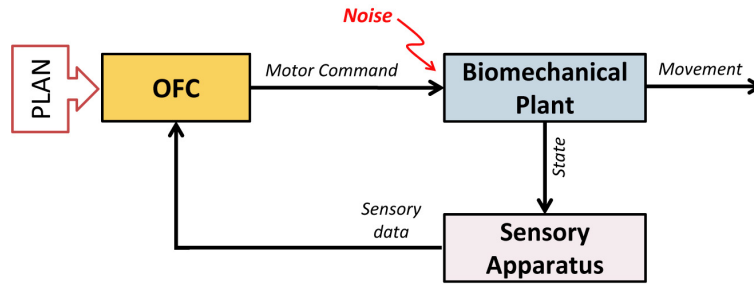 Noise
PLAN
OFC
Motor Command
Biomechanical
Plant
Movement
State
Sensory
data
Sensory
Apparatus